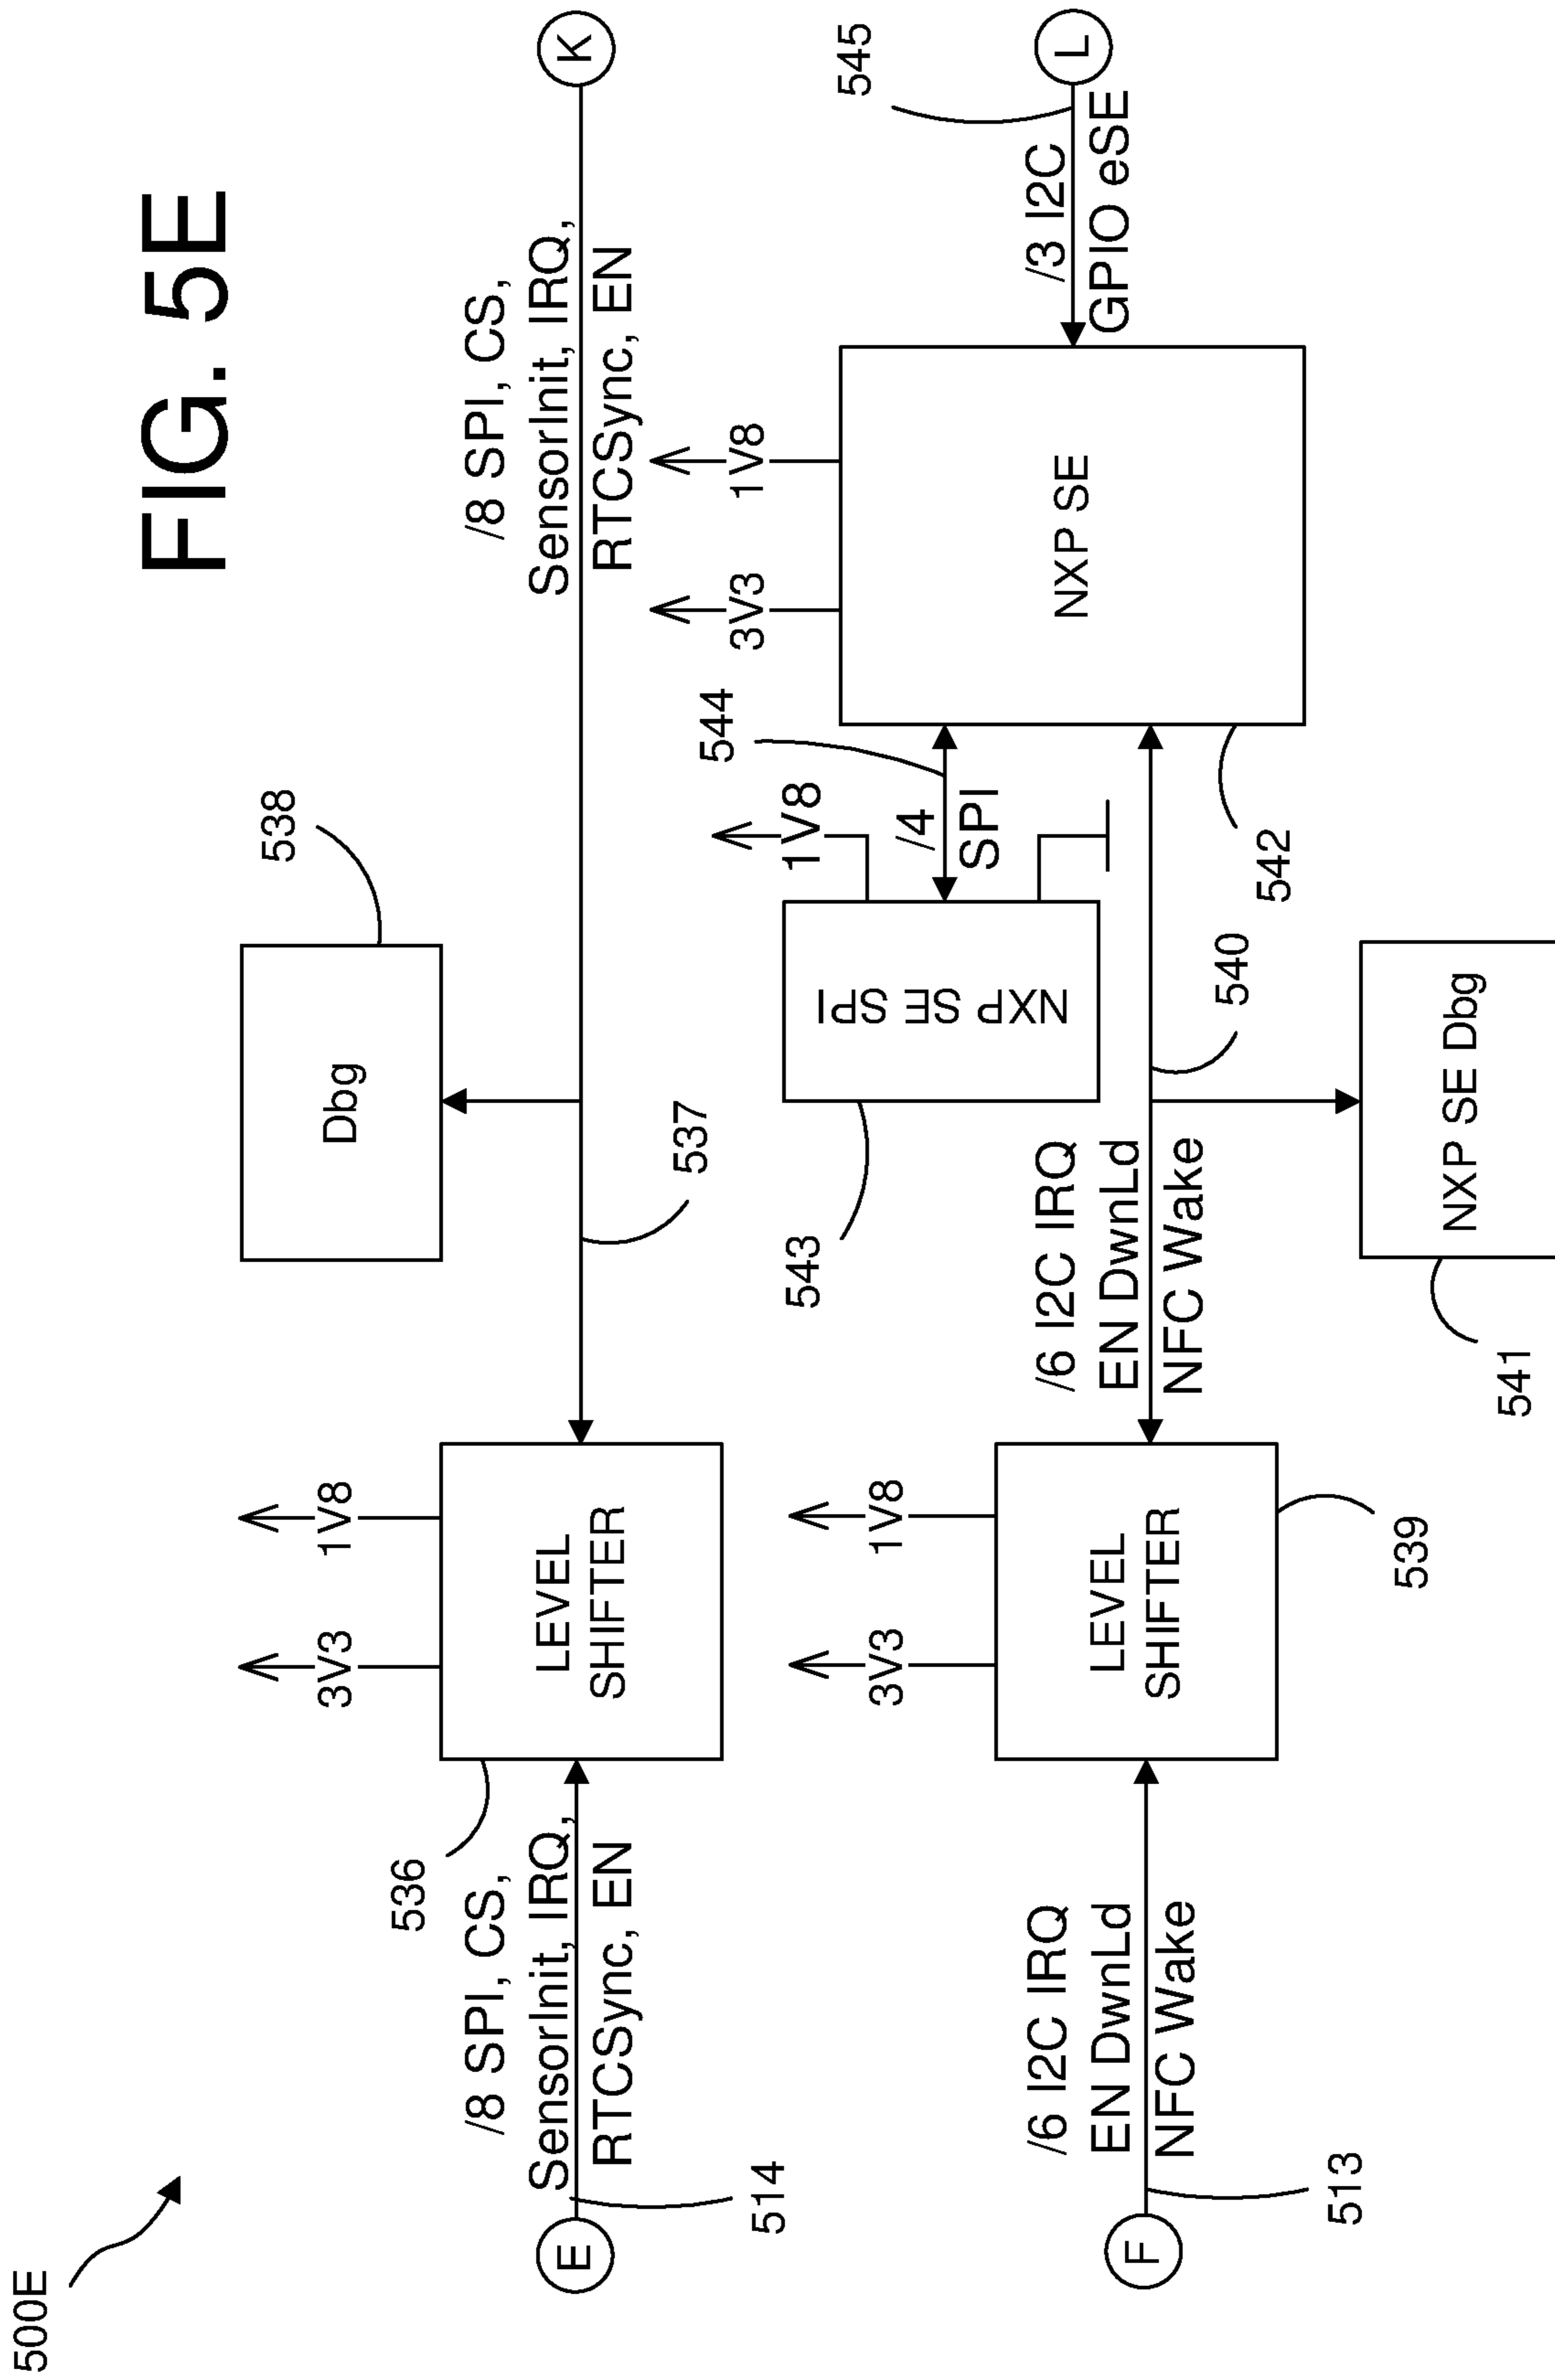 FIG. 5E
500E
538
Dbg
3V3
1V8
536
LEVEL
SHIFTER
E
514
/8 SPI, CS,
SensorInit, IRQ,
RTCSync, EN
537
/8 SPI, CS,
SensorInit, IRQ,
RTCSync, EN
K
3V3
1V8
LEVEL
SHIFTER
539
F
513
/6 I2C IRQ
EN DwnLd
NFC Wake
/6 I2C IRQ
EN DwnLd
NFC Wake
540
543
NXP SE SPI
1V8
544
/4
SPI
3V3
1V8
NXP SE
542
541
NXP SE Dbg
545
/3 I2C
GPIO eSE
L